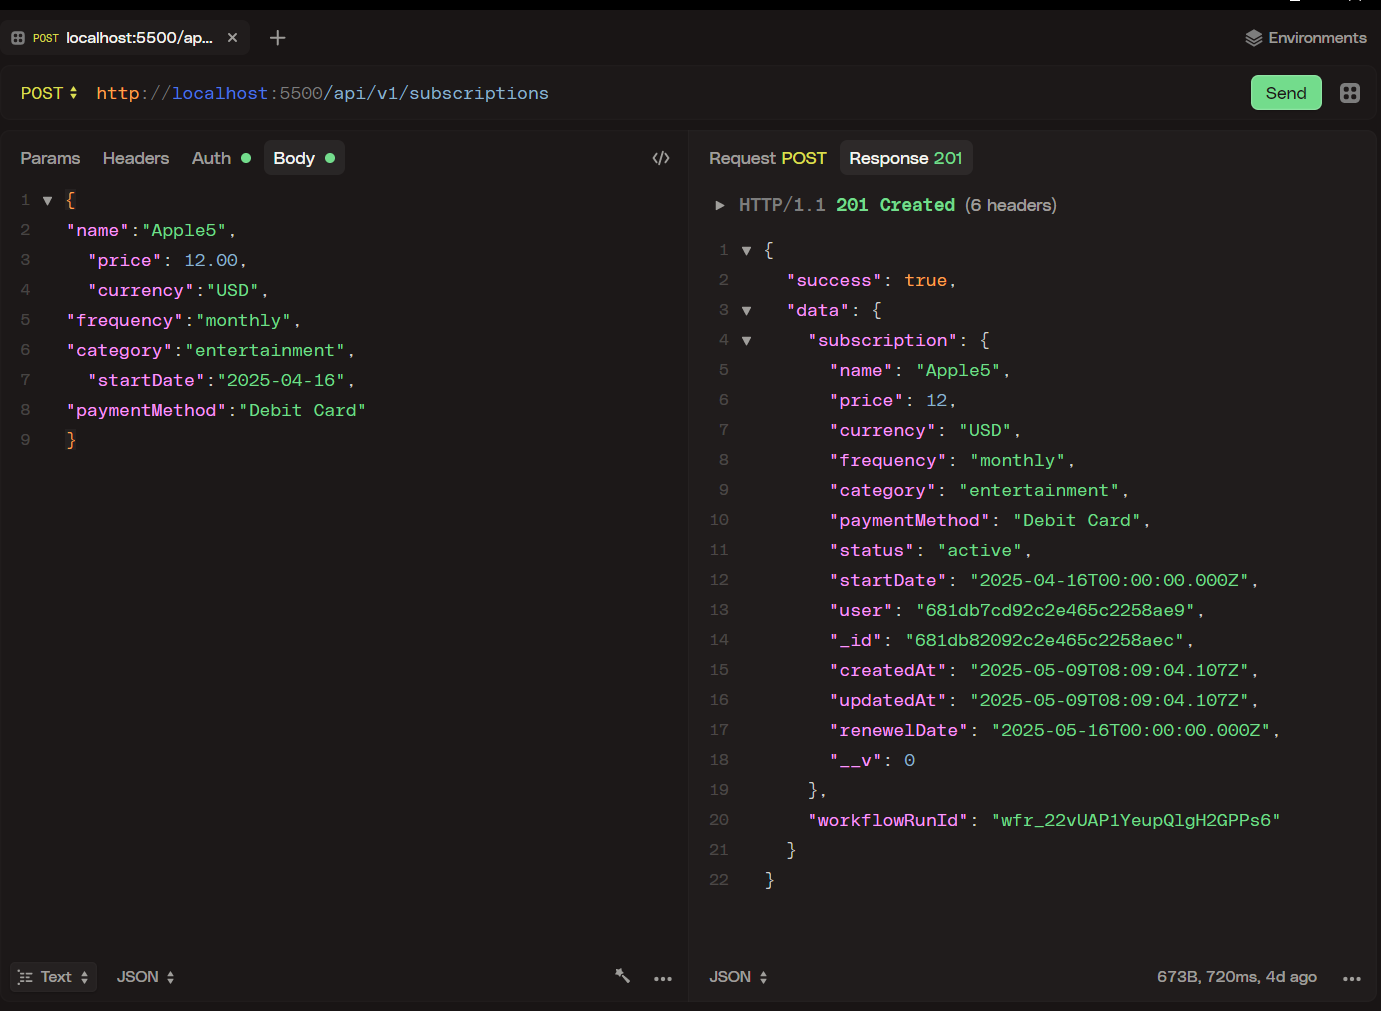 POST localhost:5500/ap... × +
Environments
POST http://localhost:5500/api/v1/subscriptions
Send
Params Headers Auth Body </>
1 {
2 "name":"Apple5",
3 "price": 12.00,
4 "currency":"USD",
5 "frequency":"monthly",
6 "category":"entertainment",
7 "startDate":"2025-04-16",
8 "paymentMethod":"Debit Card"
9 }
Text JSON
Request POST Response 201
HTTP/1.1 201 Created (6 headers)
1 {
2 "success": true,
3 "data": {
4 "subscription": {
5 "name": "Apple5",
6 "price": 12,
7 "currency": "USD",
8 "frequency": "monthly",
9 "category": "entertainment",
10 "paymentMethod": "Debit Card",
11 "status": "active",
12 "startDate": "2025-04-16T00:00:00.000Z",
13 "user": "681db7cd92c2e465c2258ae9",
14 "_id": "681db82092c2e465c2258aec",
15 "createdAt": "2025-05-09T08:09:04.107Z",
16 "updatedAt": "2025-05-09T08:09:04.107Z",
17 "renewelDate": "2025-05-16T00:00:00.000Z",
18 "__v": 0
19 },
20 "workflowRunId": "wfr_22vUAP1YeupQlgH2GPPs6"
21 }
22 }
JSON
673B, 720ms, 4d ago